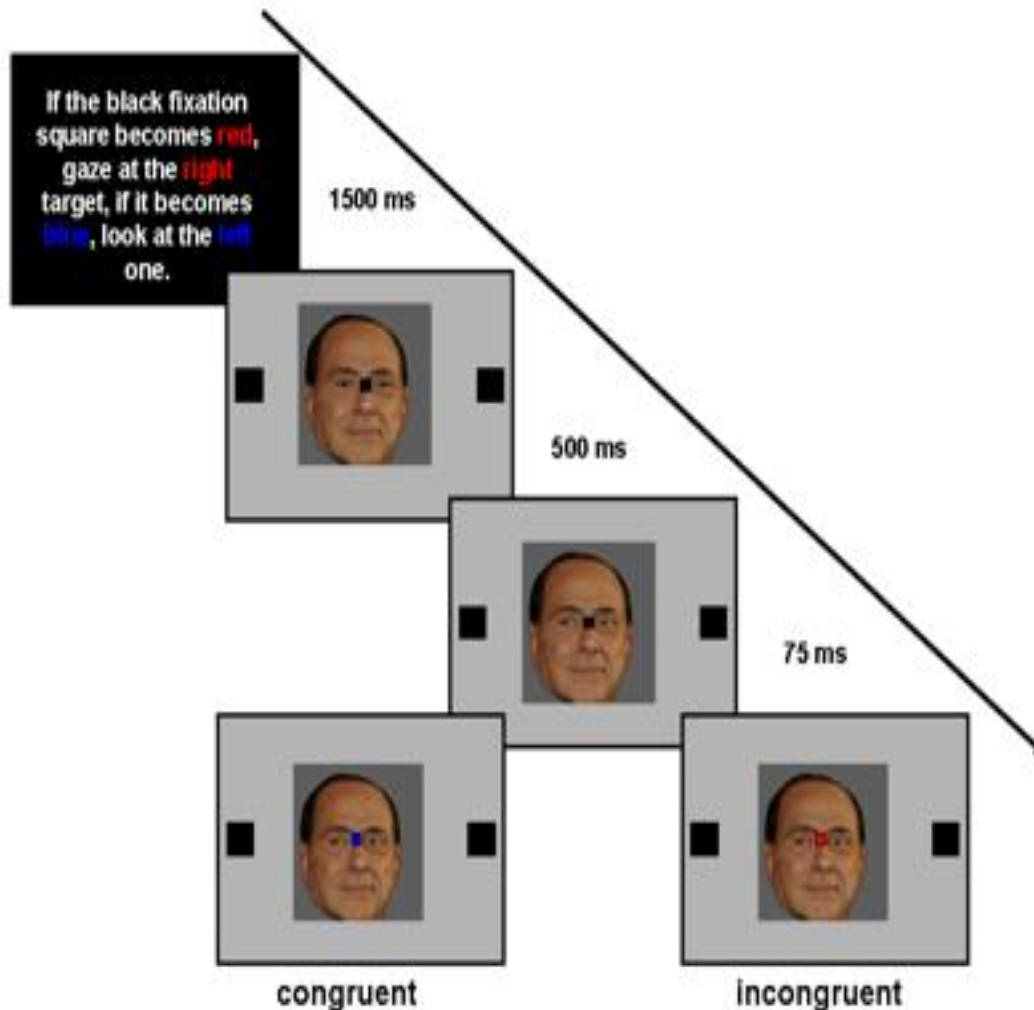 If the black fixation
square becomes red,
gaze at the right
target, if it becomes
blue, look at the left
one.
1500 ms
500 ms
75 ms
congruent
incongruent